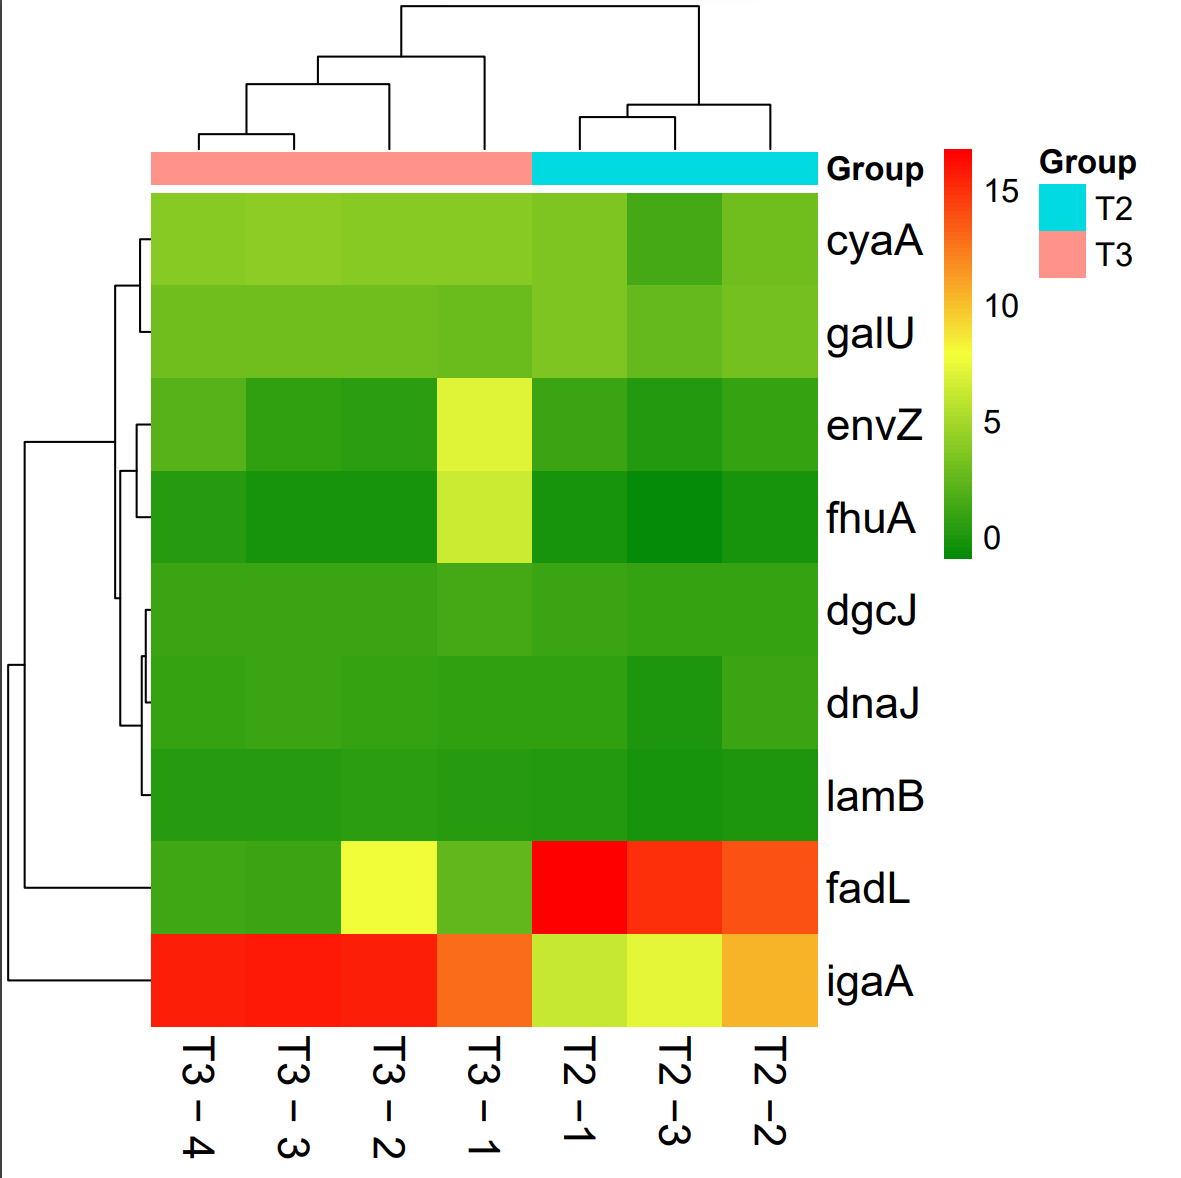 Group
cyaA
galU
envZ
fhuA
dgcJ
dnaJ
lamB
fadL
igaA
15
10
5
0
Group
T2
T3
T3 – 4
T3 – 3
T3 – 2
T3 – 1
T2 –1
T2 –3
T2 –2